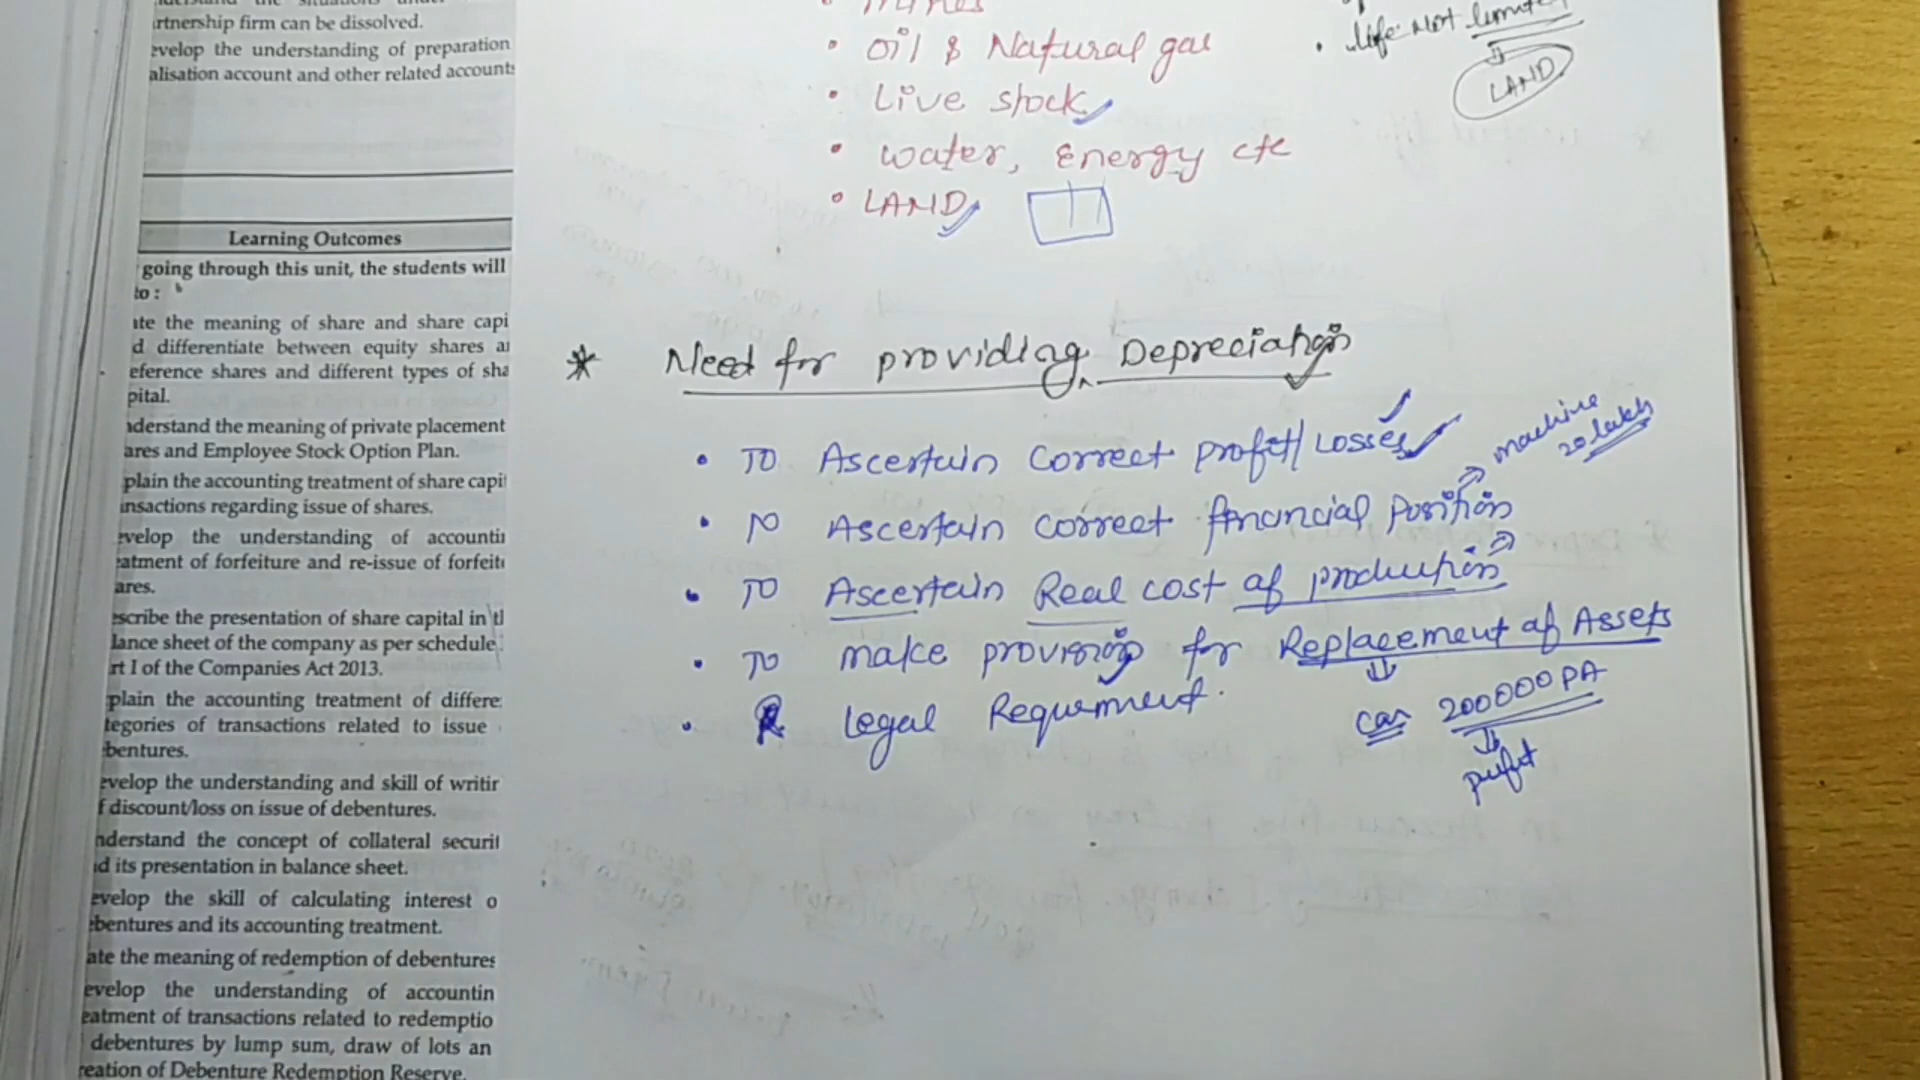 rtnership firm can be dissolved.
evelop the understanding of preparation
alisation account and other related accounts
Learning Outcomes
going through this unit, the students will
to :
ate the meaning of share and share capi
d differentiate between equity shares a
eference shares and different types of sha
pital.
nderstand the meaning of private placement
ares and Employee Stock Option Plan.
plain the accounting treatment of share capi
ansactions regarding issue of shares.
evelop the understanding of accounti
eatment of forfeiture and re-issue of forfeit
ares.
escribe the presentation of share capital in tl
lance sheet of the company as per schedule
rt I of the Companies Act 2013.
plain the accounting treatment of differe
tegories of transactions related to issue
bentures.
evelop the understanding and skill of writin
f discount/loss on issue of debentures.
nderstand the concept of collateral securit
d its presentation in balance sheet.
evelop the skill of calculating interest o
ebentures and its accounting treatment.
ate the meaning of redemption of debentures
evelop the understanding of accountin
eatment of transactions related to redemptio
debentures by lump sum, draw of lots an
reation of Debenture Redemption Reserve.
• oil & Natural gas
• Live stock
• water, Energy etc
• LAND
• life not limited
LAND
* Need for providing Depreciation
• TO Ascertain correct profit/Losses
• TO Ascertain correct financial Position
machine
20 lakh
• TO Ascertain Real cost of production
• TO make provision for Replacement of Assets
• Legal Requirment.
car 200000 PA
profit